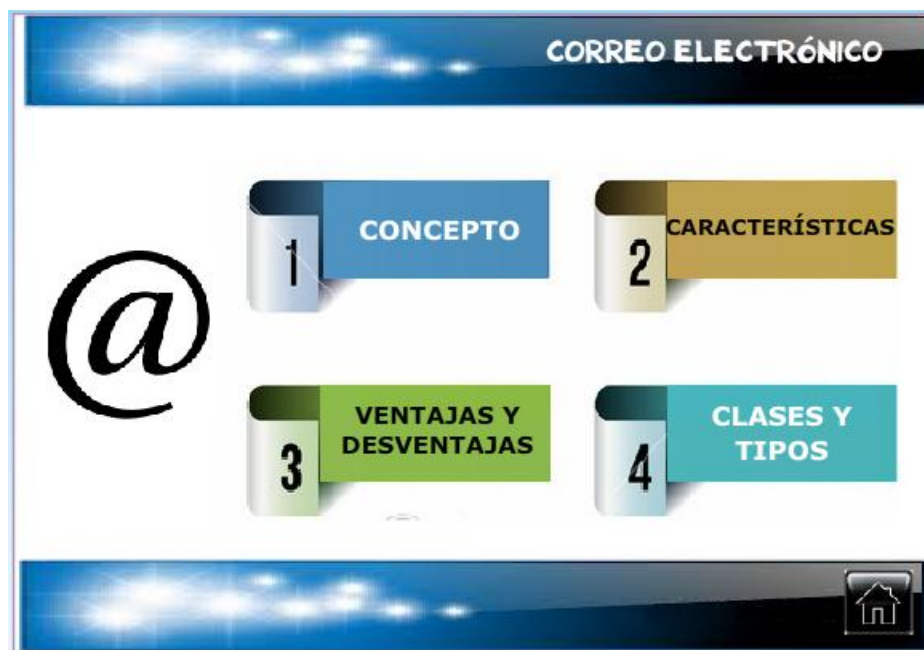 CORREO ELECTRÓNICO
@
1
CONCEPTO
2
CARACTERÍSTICAS
3
VENTAJAS Y
DESVENTAJAS
4
CLASES Y
TIPOS